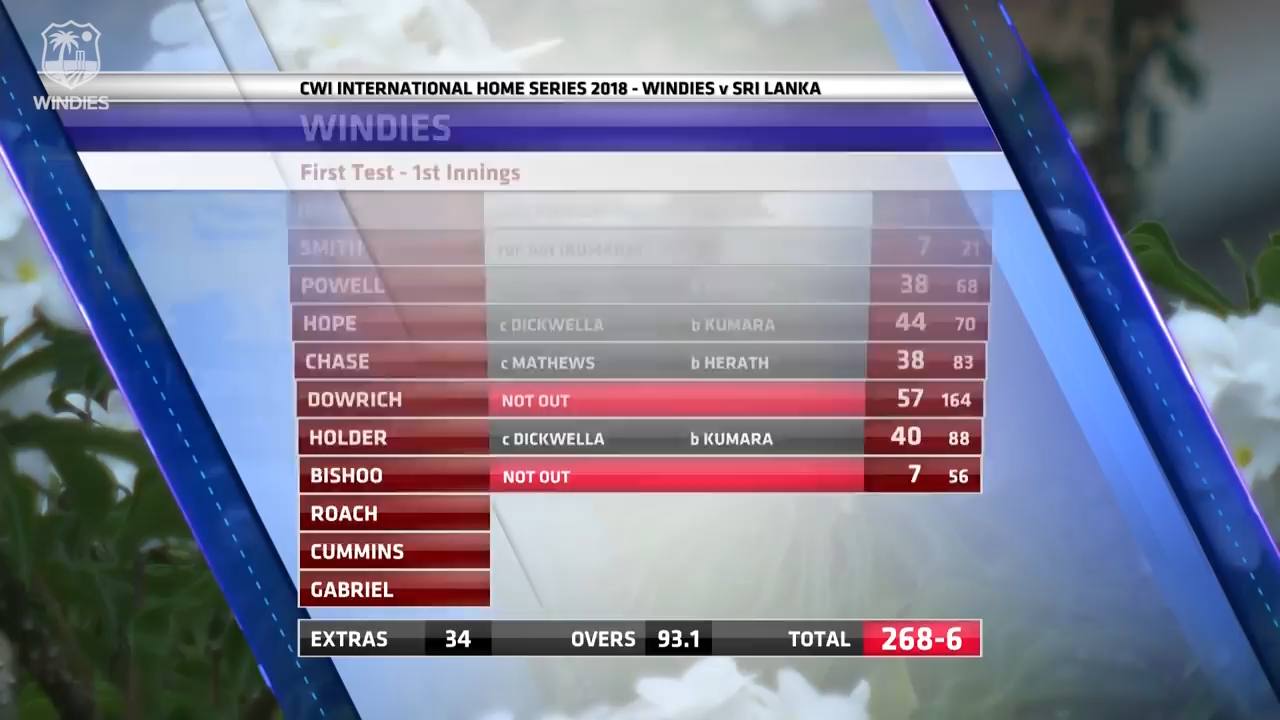 WINDIES
CWI INTERNATIONAL HOME SERIES 2018 - WINDIES v SRI LANKA
WINDIES
First Test - 1st Innings
SMITH 7 21
POWELL 38 68
HOPE c DICKWELLA b KUMARA 44 70
CHASE c MATHEWS b HERATH 38 83
DOWRICH NOT OUT 57 164
HOLDER c DICKWELLA b KUMARA 40 88
BISHOO NOT OUT 7 56
ROACH
CUMMINS
GABRIEL
EXTRAS 34 OVERS 93.1 TOTAL 268-6